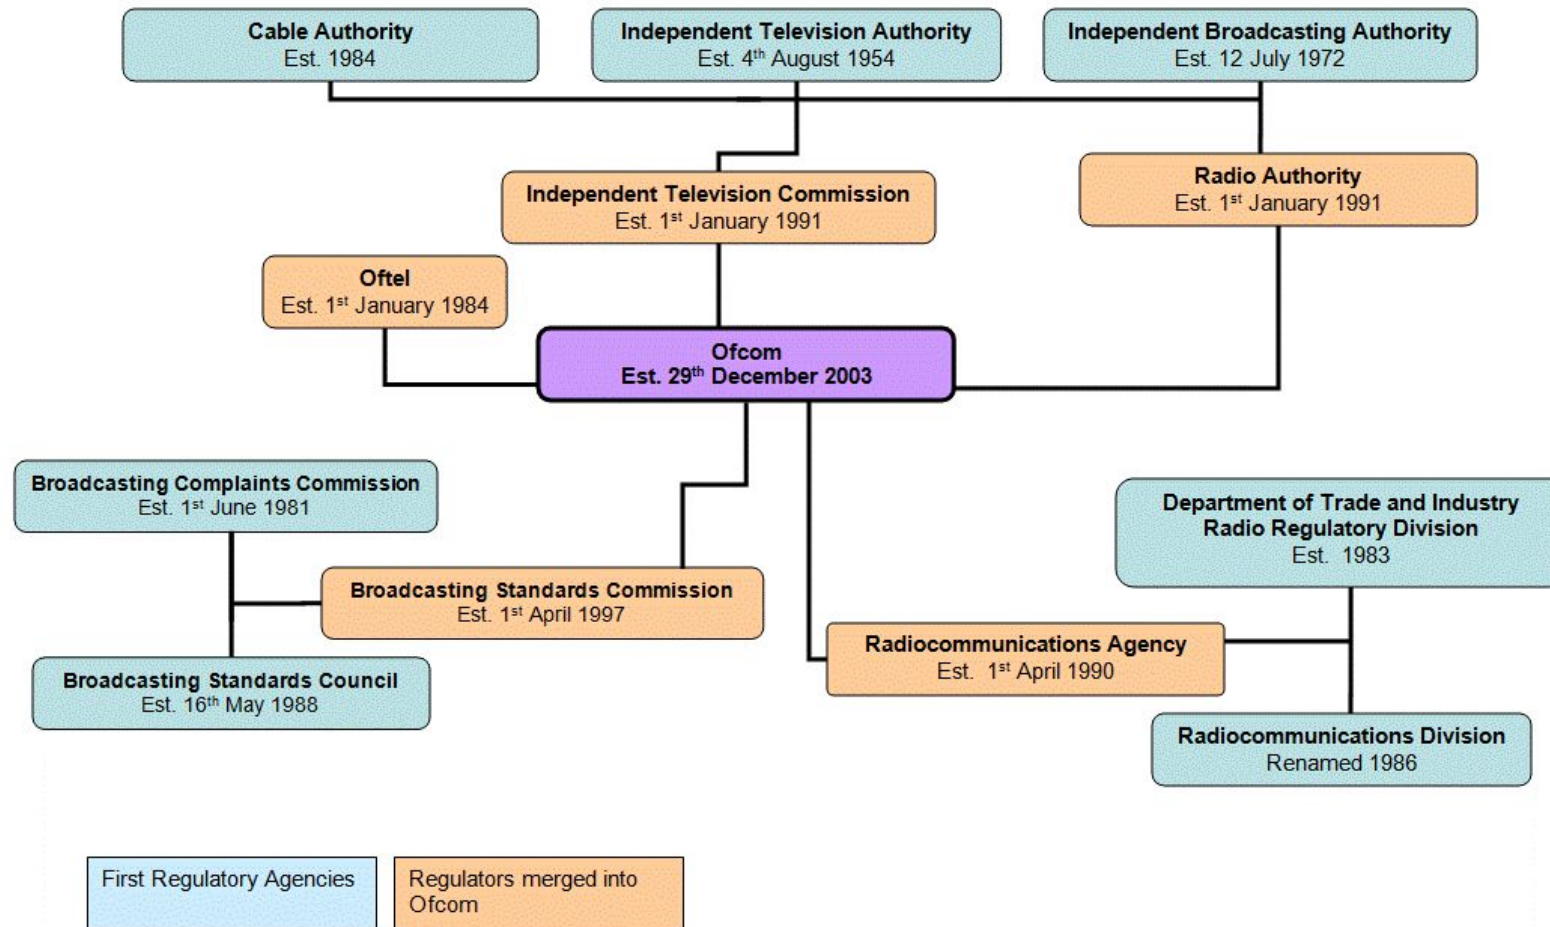 Cable Authority
Est. 1984
Independent Television Authority
Est. 4th August 1954
Independent Broadcasting Authority
Est. 12 July 1972
Independent Television Commission
Est. 1st January 1991
Radio Authority
Est. 1st January 1991
Oftel
Est. 1st January 1984
Ofcom
Est. 29th December 2003
Broadcasting Complaints Commission
Est. 1st June 1981
Department of Trade and Industry
Radio Regulatory Division
Est. 1983
Broadcasting Standards Commission
Est. 1st April 1997
Radiocommunications Agency
Est. 1st April 1990
Broadcasting Standards Council
Est. 16th May 1988
Radiocommunications Division
Renamed 1986
First Regulatory Agencies
Regulators merged into
Ofcom